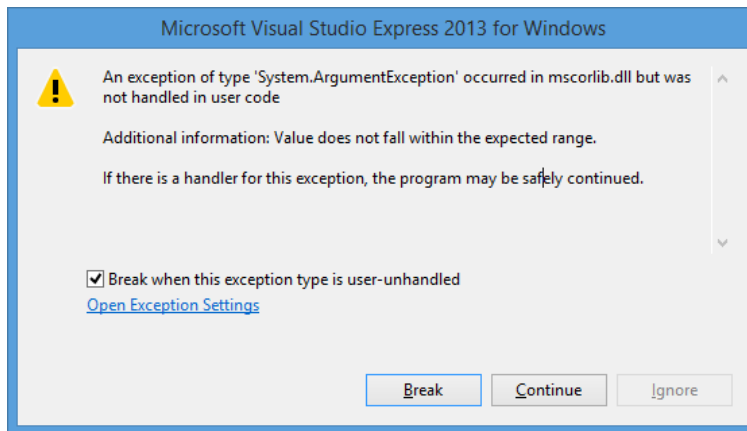 Microsoft Visual Studio Express 2013 for Windows
An exception of type 'System.ArgumentException' occurred in mscorlib.dll but was
not handled in user code
Additional information: Value does not fall within the expected range.
If there is a handler for this exception, the program may be safely continued.
Break when this exception type is user-unhandled
Open Exception Settings
Break Continue Ignore